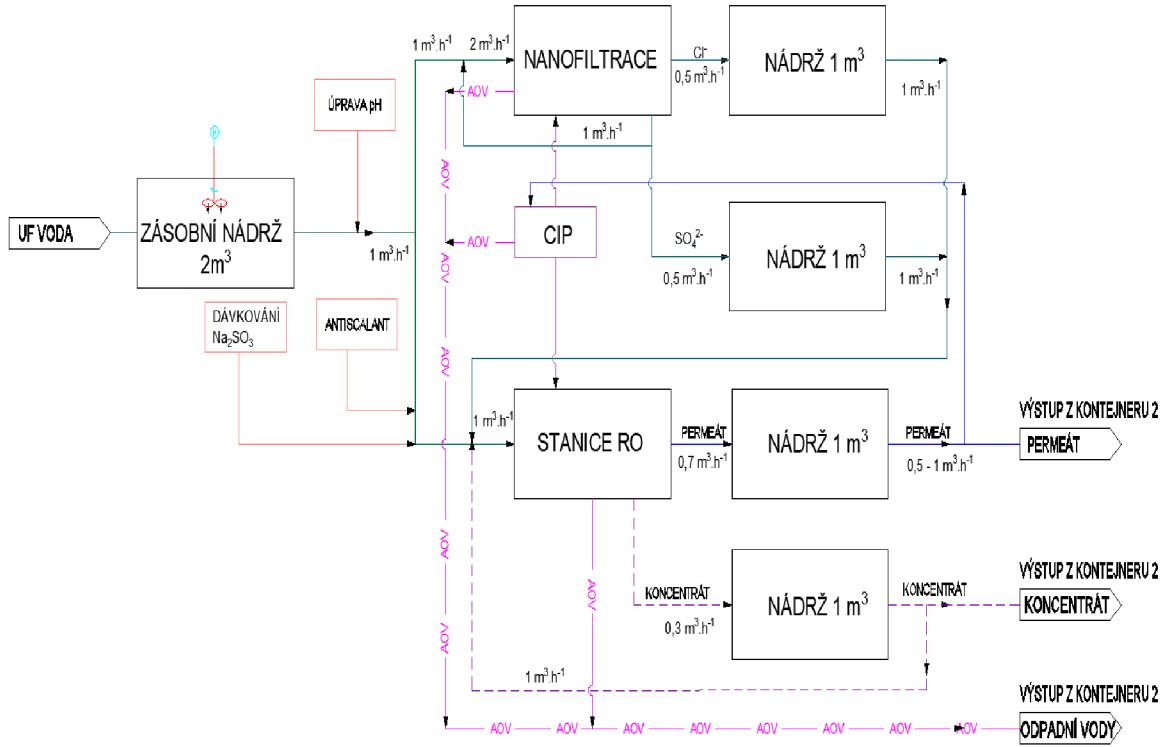 1 m³.h⁻¹
2 m³.h⁻¹
NANOFILTRACE
Cl⁻
0,5 m³.h⁻¹
NÁDRŽ 1 m³
1 m³.h⁻¹
AOV
ÚPRAVA pH
1 m³.h⁻¹
AOV
M
UF VODA
ZÁSOBNÍ NÁDRŽ
2m³
1 m³.h⁻¹
CIP
AOV
SO₄²⁻
0,5 m³.h⁻¹
NÁDRŽ 1 m³
1 m³.h⁻¹
AOV
DÁVKOVÁNÍ
Na₂SO₃
ANTISCALANT
AOV
1 m³.h⁻¹
STANICE RO
PERMEÁT
0,7 m³.h⁻¹
NÁDRŽ 1 m³
PERMEÁT
0,5 - 1 m³.h⁻¹
VÝSTUP Z KONTEJNERU 2
PERMEÁT
AOV
AOV
AOV
KONCENTRÁT
0,3 m³.h⁻¹
NÁDRŽ 1 m³
KONCENTRÁT
VÝSTUP Z KONTEJNERU 2
KONCENTRÁT
AOV
1 m³.h⁻¹
VÝSTUP Z KONTEJNERU 2
AOV AOV AOV AOV AOV AOV AOV AOV
ODPADNÍ VODY